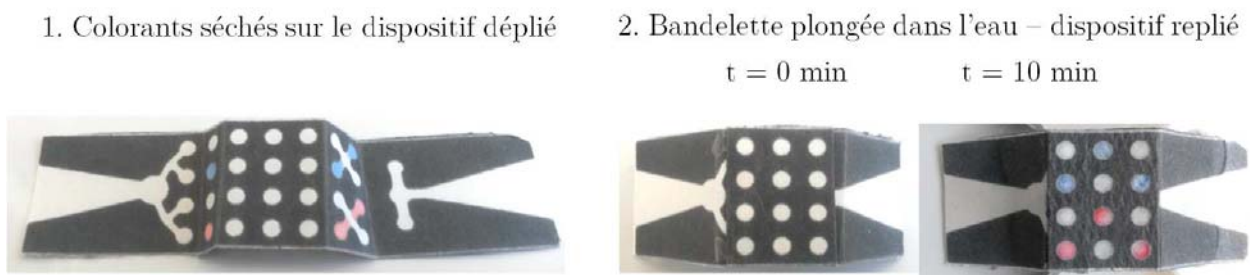 1. Colorants séchés sur le dispositif déplié
2. Bandelette plongée dans l'eau – dispositif replié
t = 0 min
t = 10 min